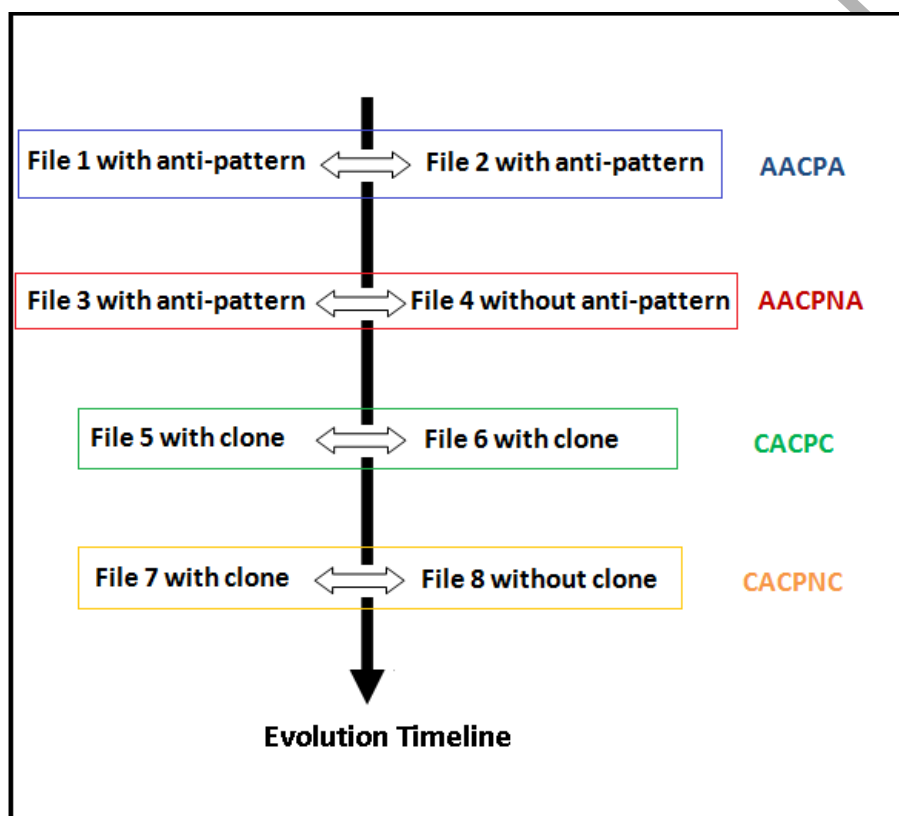 File 1 with anti-pattern File 2 with anti-pattern AACPA
File 3 with anti-pattern File 4 without anti-pattern AACPNA
File 5 with clone File 6 with clone CACPC
File 7 with clone File 8 without clone CACPNC
Evolution Timeline